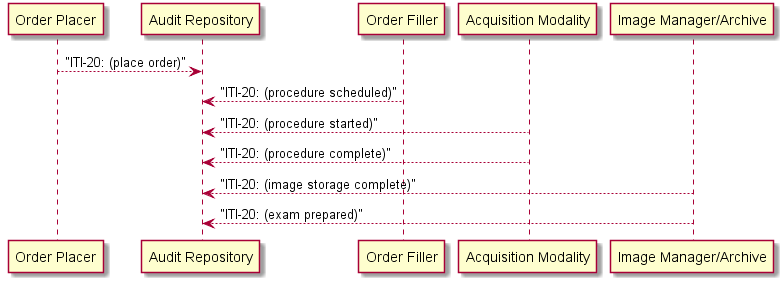 Order Placer Audit Repository Order Filler Acquisition Modality Image Manager/Archive
"ITI-20: (place order)"
"ITI-20: (procedure scheduled)"
"ITI-20: (procedure started)"
"ITI-20: (procedure complete)"
"ITI-20: (image storage complete)"
"ITI-20: (exam prepared)"
Order Placer Audit Repository Order Filler Acquisition Modality Image Manager/Archive